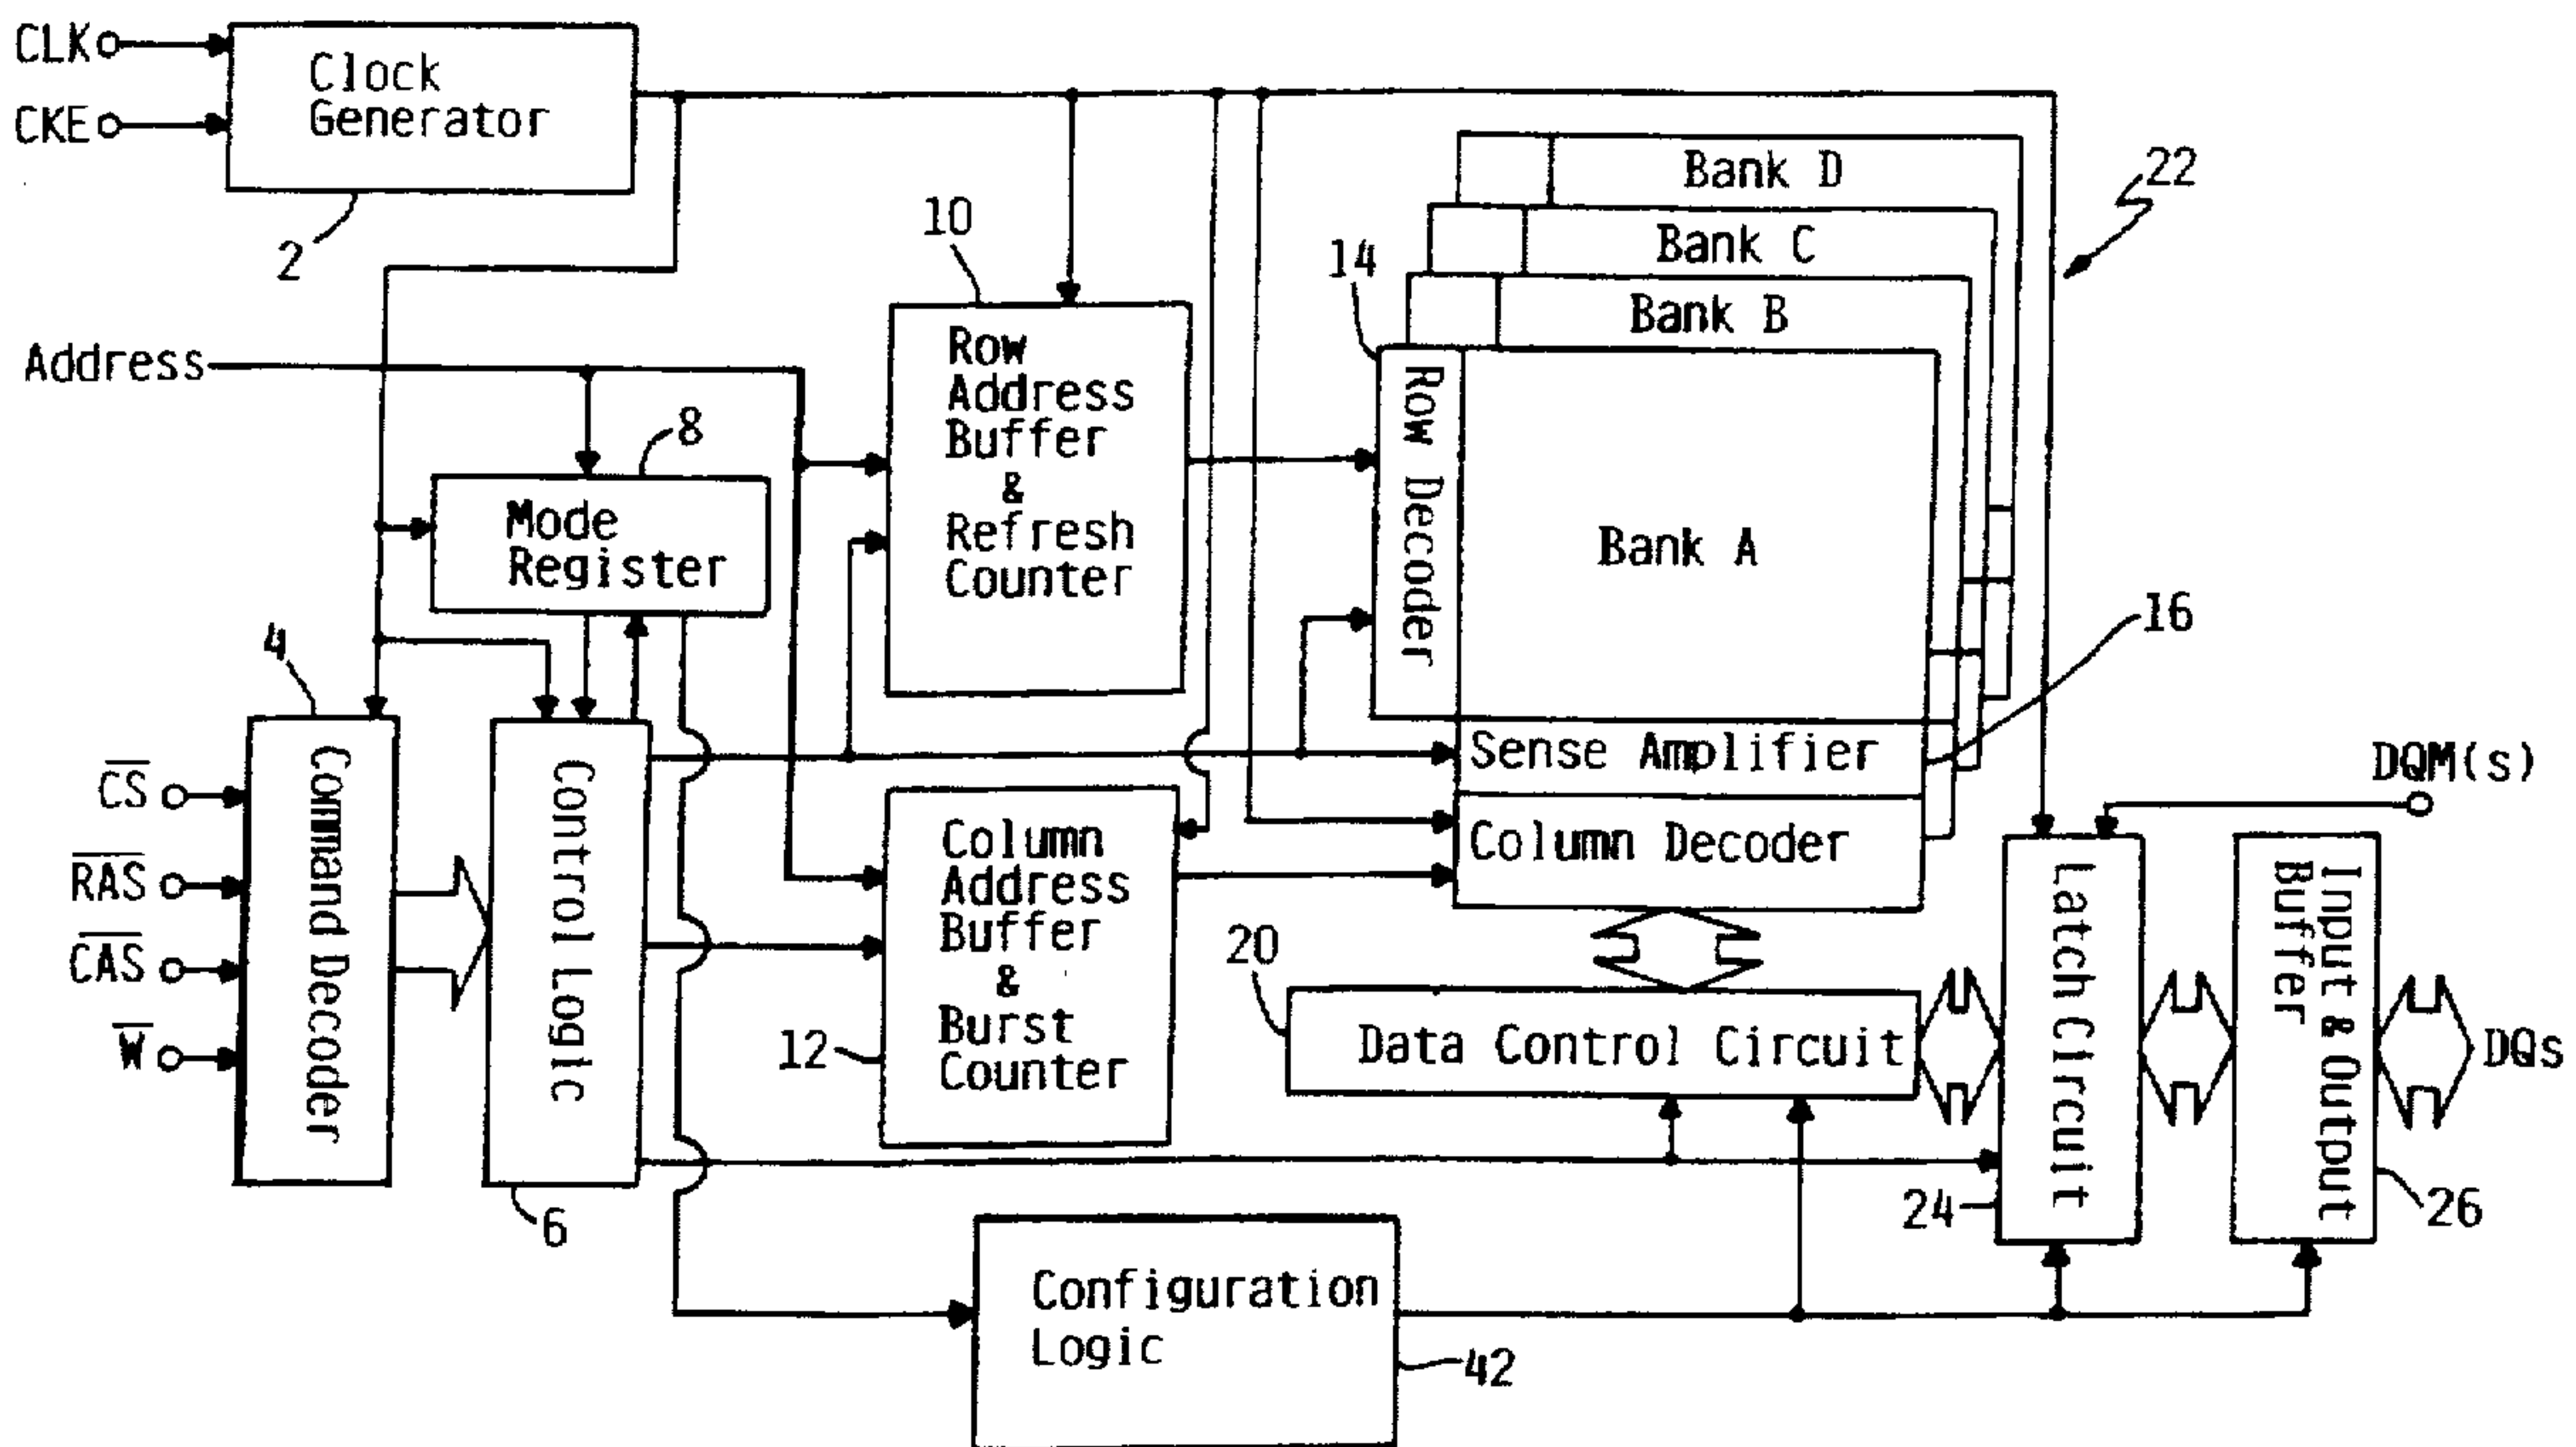 CLK
CKE
Clock
Generator
2
Address
8
Mode
Register
10
Row
Address
Buffer
&
Refresh
Counter
14
Row Decoder
Bank D
Bank C
Bank B
Bank A
22
16
Sense Amplifier
Column Decoder
4
CS
RAS
CAS
W
Command Decoder
Control Logic
6
Column
Address
Buffer
&
Burst
Counter
12
20
Data Control Circuit
DQM(s)
Latch Circuit
24
Input & Output
Buffer
26
DQs
Configuration
Logic
42